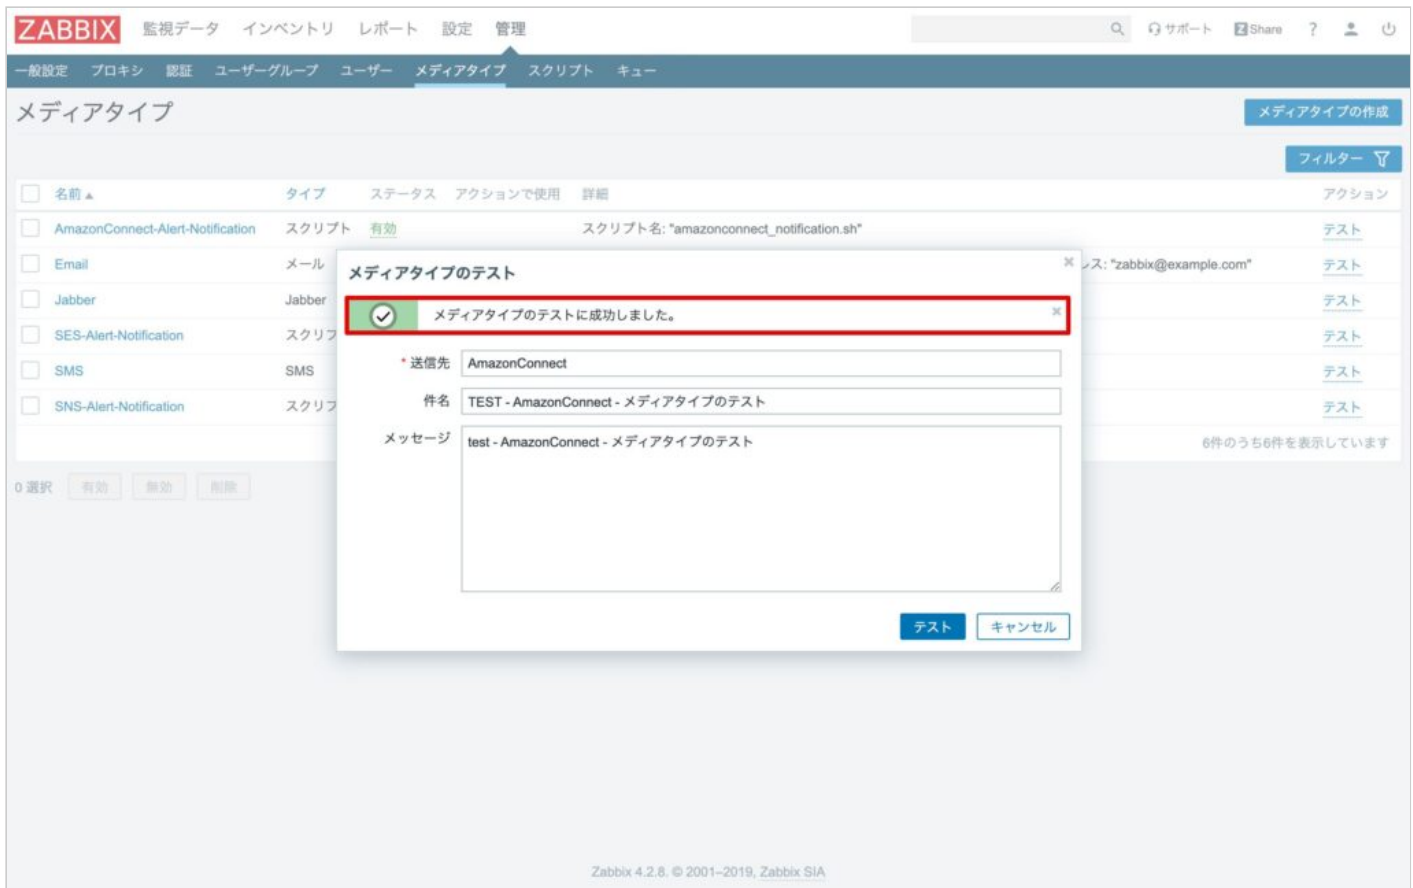 ZABBIX 監視データ インベントリ レポート 設定 管理 サポート Z Share ?
一般設定 プロキシ 認証 ユーザーグループ ユーザー メディアタイプ スクリプト キュー
メディアタイプ メディアタイプの作成
フィルター
名前▲ タイプ ステータス アクションで使用 詳細 アクション
AmazonConnect-Alert-Notification スクリプト 有効 スクリプト名: "amazonconnect_notification.sh" テスト
Email メール レス: "zabbix@example.com" テスト
Jabber Jabber テスト
SES-Alert-Notification スクリプ テスト
SMS SMS テスト
SNS-Alert-Notification スクリプ テスト
6件のうち6件を表示しています
0 選択 有効 無効 削除
メディアタイプのテスト
メディアタイプのテストに成功しました。
* 送信先 AmazonConnect
件名 TEST - AmazonConnect - メディアタイプのテスト
メッセージ test - AmazonConnect - メディアタイプのテスト
テスト キャンセル
Zabbix 4.2.8. © 2001–2019, Zabbix SIA